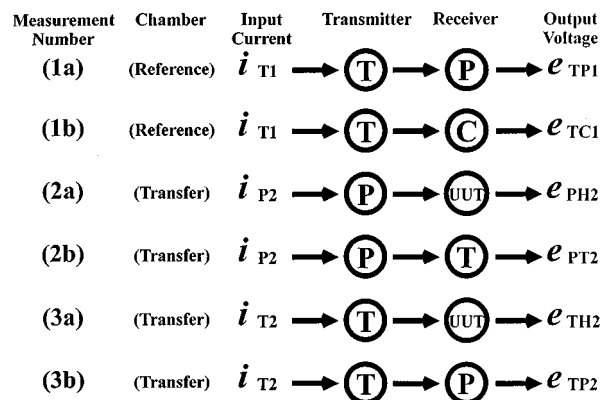 Measurement Number Chamber Input Current Transmitter Receiver Output Voltage
(1a) (Reference) i T1 T P e TP1
(1b) (Reference) i T1 T C e TC1
(2a) (Transfer) i P2 P UUT e PH2
(2b) (Transfer) i P2 P T e PT2
(3a) (Transfer) i T2 T UUT e TH2
(3b) (Transfer) i T2 T P e TP2